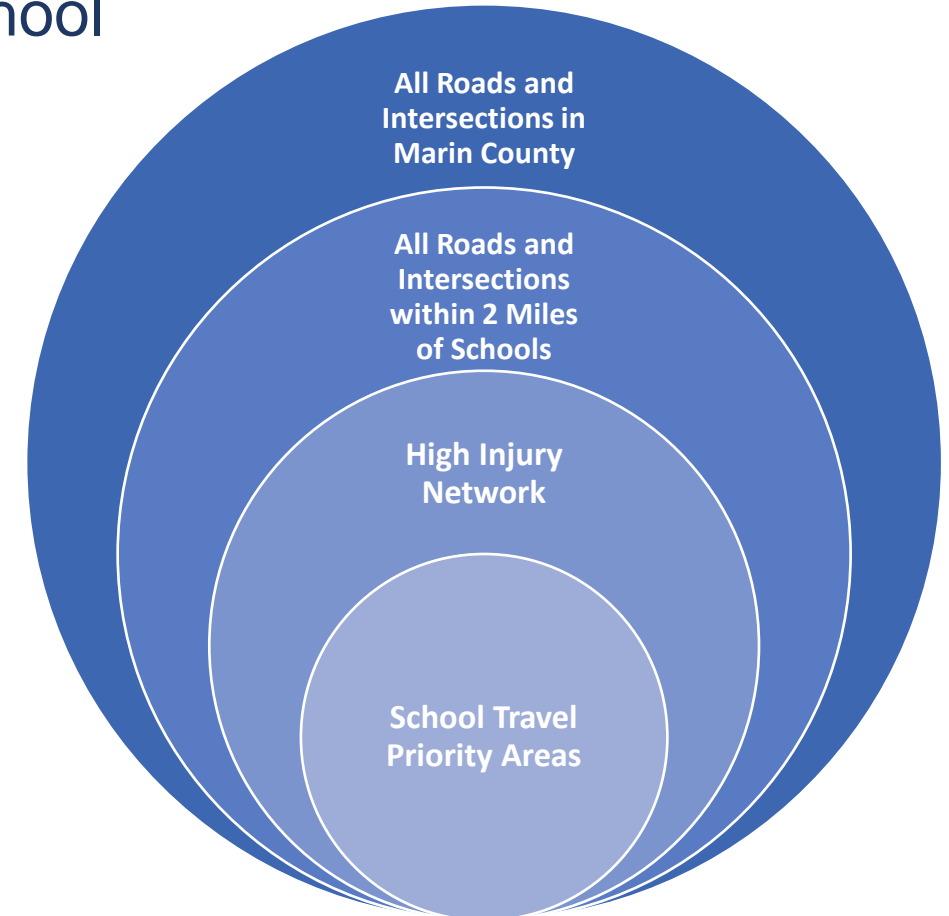 All Roads and
Intersections in
Marin County
All Roads and
Intersections
within 2 Miles
of Schools
High Injury
Network
School Travel
Priority Areas